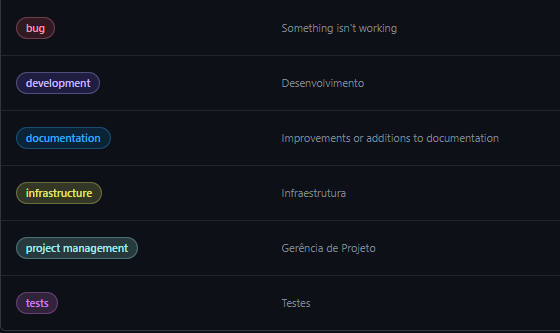 bug
Something isn't working
development
Desenvolvimento
documentation
Improvements or additions to documentation
infrastructure
Infraestrutura
project management
Gerência de Projeto
tests
Testes